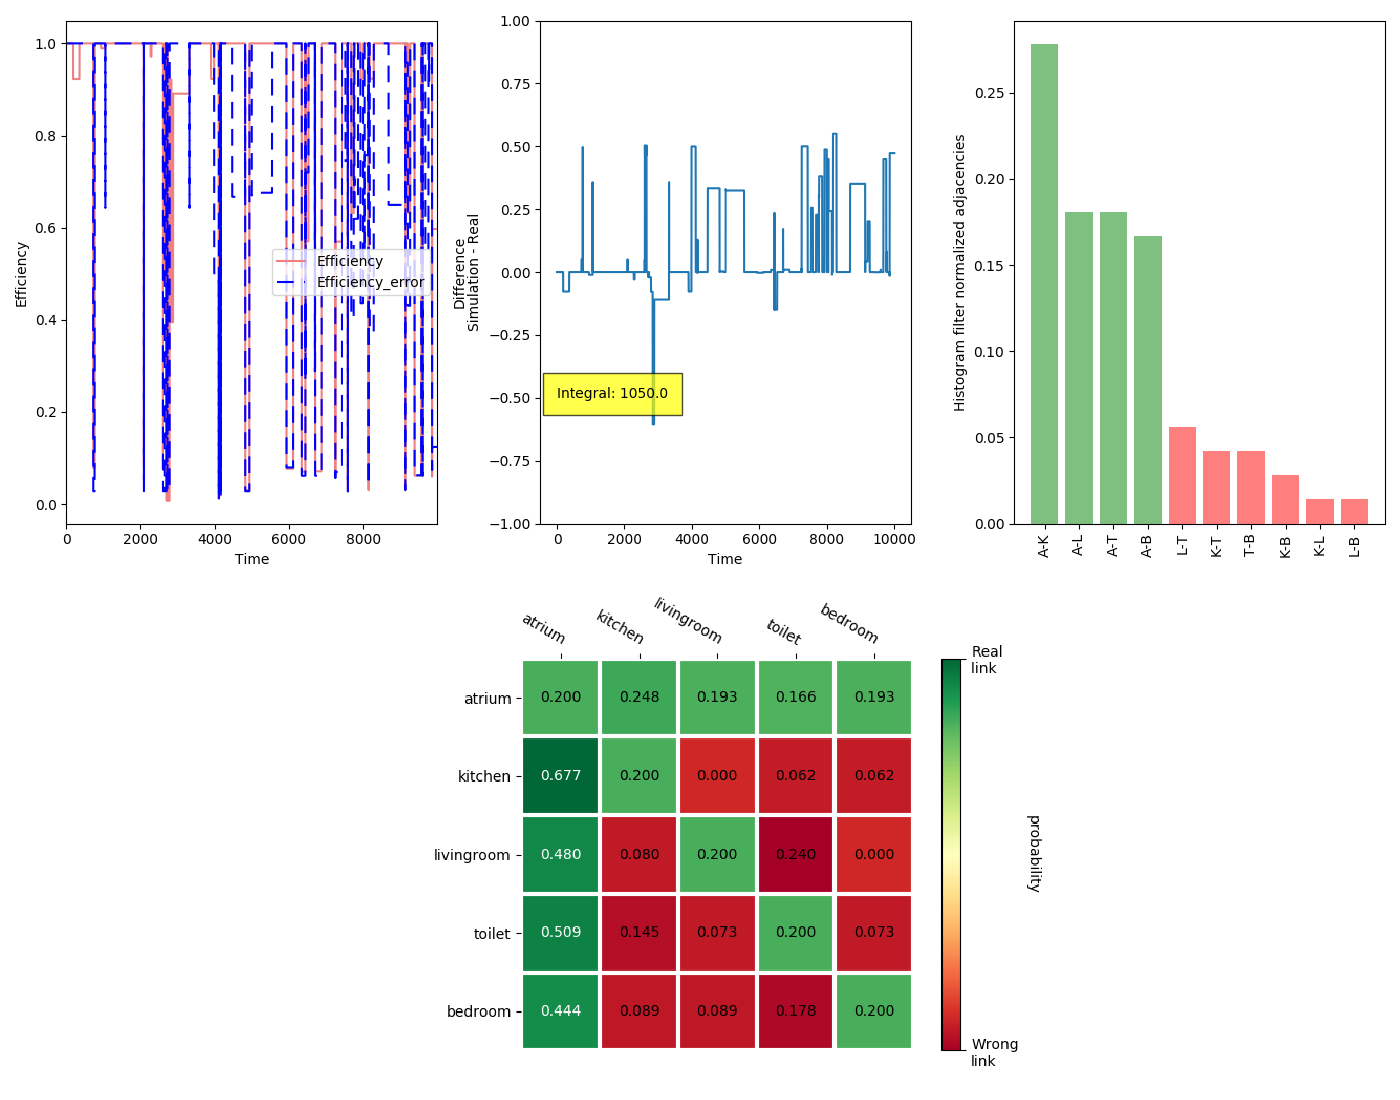 Efficiency
1.0
0.8
0.6
0.4
0.2
0.0
0
2000
4000
6000
8000
Time
Efficiency
Efficiency_error
Difference
Simulation - Real
1.00
0.75
0.50
0.25
0.00
−0.25
−0.50
−0.75
−1.00
Integral: 1050.0
0
2000
4000
6000
8000
10000
Time
Histogram filter normalized adjacencies
0.25
0.20
0.15
0.10
0.05
0.00
A-K
A-L
A-T
A-B
L-T
K-T
T-B
K-B
K-L
L-B
atrium
kitchen
livingroom
toilet
bedroom
atrium 0.200 0.248 0.193 0.166 0.193
kitchen 0.677 0.200 0.000 0.062 0.062
livingroom 0.480 0.080 0.200 0.240 0.000
toilet 0.509 0.145 0.073 0.200 0.073
bedroom 0.444 0.089 0.089 0.178 0.200
Real
link
probability
Wrong
link